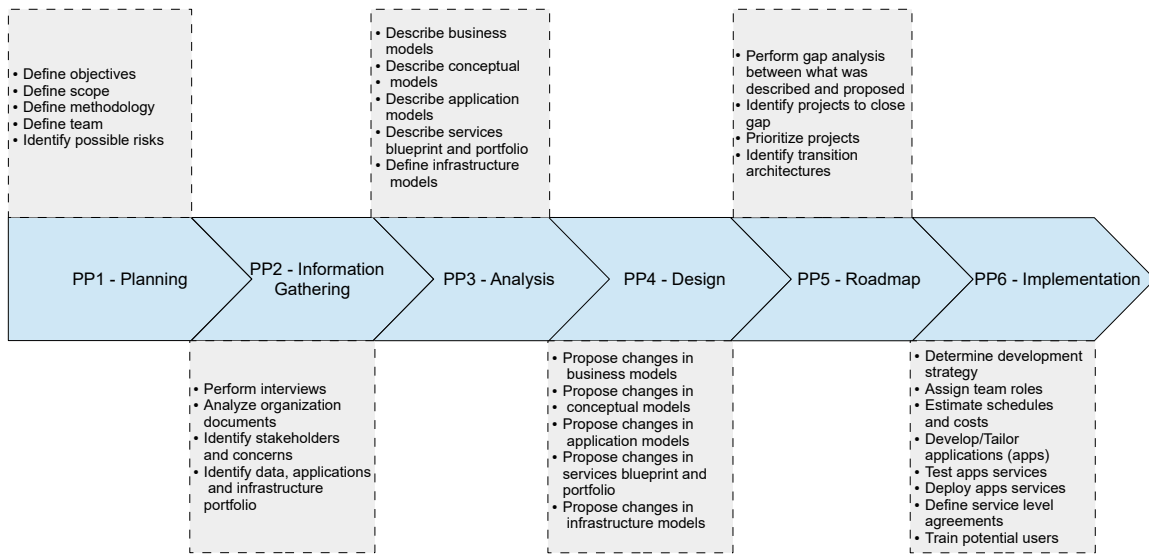 • Define objectives
• Define scope
• Define methodology
• Define team
• Identify possible risks
• Describe business
models
• Describe conceptual
• models
• Describe application
models
• Describe services
blueprint and portfolio
• Define infrastructure
models
• Perform gap analysis
between what was
described and proposed
• Identify projects to close
gap
• Prioritize projects
• Identify transition
architectures
PP1 - Planning
PP2 - Information
Gathering
PP3 - Analysis
PP4 - Design
PP5 - Roadmap
PP6 - Implementation
• Perform interviews
• Analyze organization
documents
• Identify stakeholders
and concerns
• Identify data, applications
and infrastructure
portfolio
• Propose changes in
business models
• Propose changes in
• conceptual models
• Propose changes in
application models
• Propose changes in
services blueprint and
portfolio
• Propose changes in
infrastructure models
• Determine development
strategy
• Assign team roles
• Estimate schedules
and costs
• Develop/Tailor
applications (apps)
• Test apps services
• Deploy apps services
• Define service level
agreements
• Train potential users